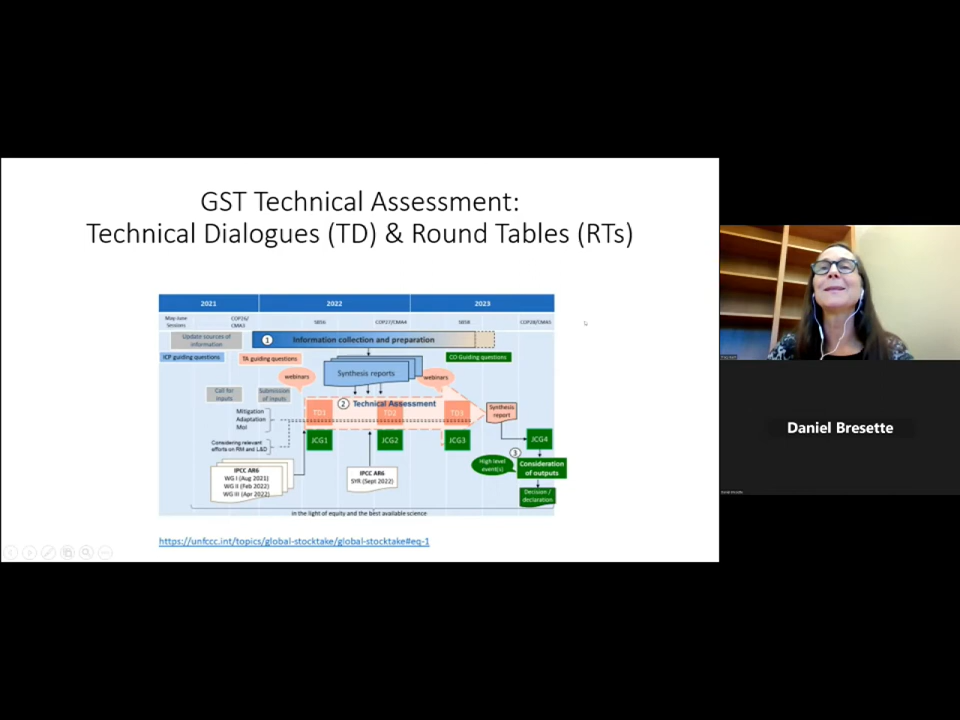 GST Technical Assessment:
Technical Dialogues (TD) & Round Tables (RTs)
2021
2022
2023
May-June
Sessions
COP26/
CMA3
SB56
COP27/CMA4
SB58
COP28/CMA5
Update sources of
information
1
Information collection and preparation
ICP guiding questions
TA guiding questions
CO Guiding questions
webinars
Synthesis reports
webinars
Call for
inputs
Submission
of inputs
2
Technical Assessment
TD1
TD2
TD3
Synthesis
report
Mitigation
Adaptation
MoI
Considering relevant
efforts on RM and L&D
JCG1
JCG2
JCG3
JCG4
High level
event(s)
3
Consideration
of outputs
IPCC AR6
WG I (Aug 2021)
WG II (Feb 2022)
WG III (Apr 2022)
IPCC AR6
SYR (Sept 2022)
Decision /
declaration
in the light of equity and the best available science
https://unfccc.int/topics/global-stocktake/global-stocktake#eq-1
Daniel Bresette